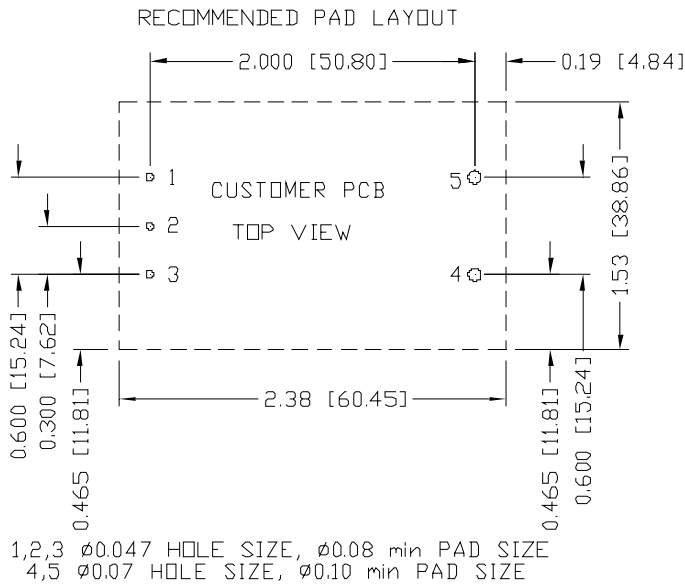 RECOMMENDED PAD LAYOUT
2.000 [50.80]
0.19 [4.84]
1
5
CUSTOMER PCB
2
TOP VIEW
3
4
1.53 [38.86]
0.600 [15.24]
0.300 [7.62]
0.465 [11.81]
2.38 [60.45]
0.465 [11.81]
0.600 [15.24]
1,2,3 Ø0.047 HOLE SIZE, Ø0.08 min PAD SIZE
4,5 Ø0.07 HOLE SIZE, Ø0.10 min PAD SIZE